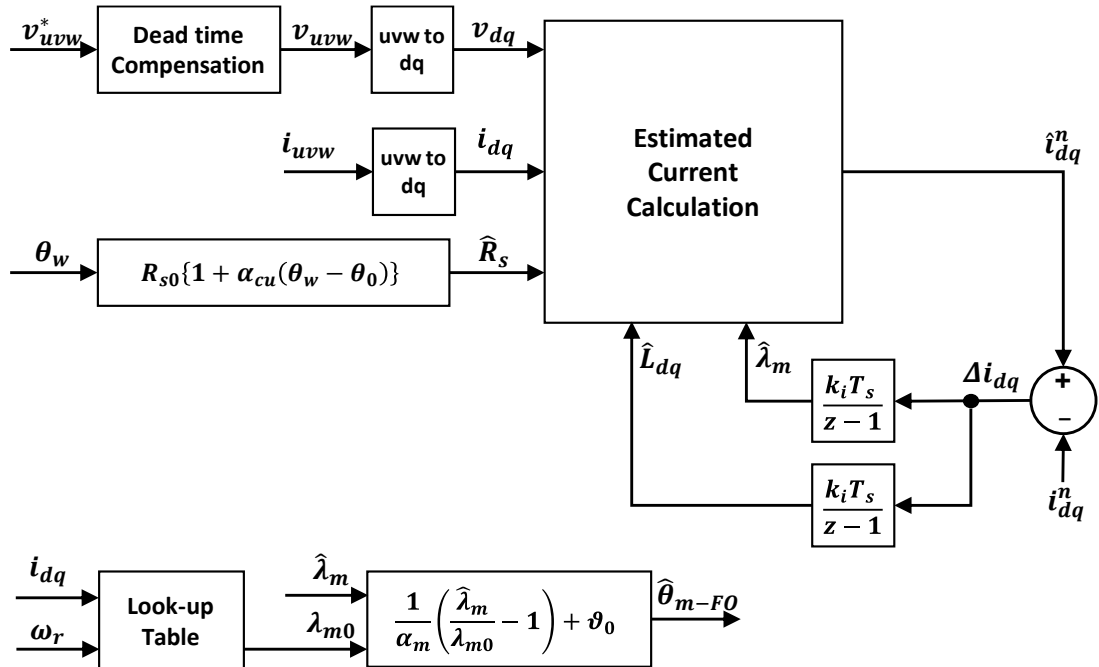 v*uvw
Dead time
Compensation
vuvw
uvw to
dq
vdq
iuvw
uvw to
dq
idq
θw
Rs0{1 + αcu(θw − θ0)}
R̂s
Estimated
Current
Calculation
îⁿdq
L̂dq
λ̂m
kiTs
z − 1
Δidq
+
−
iⁿdq
kiTs
z − 1
idq
ωr
Look-up
Table
λ̂m
λm0
1/αm (λ̂m/λm0 − 1) + ϑ0
θ̂m−FO